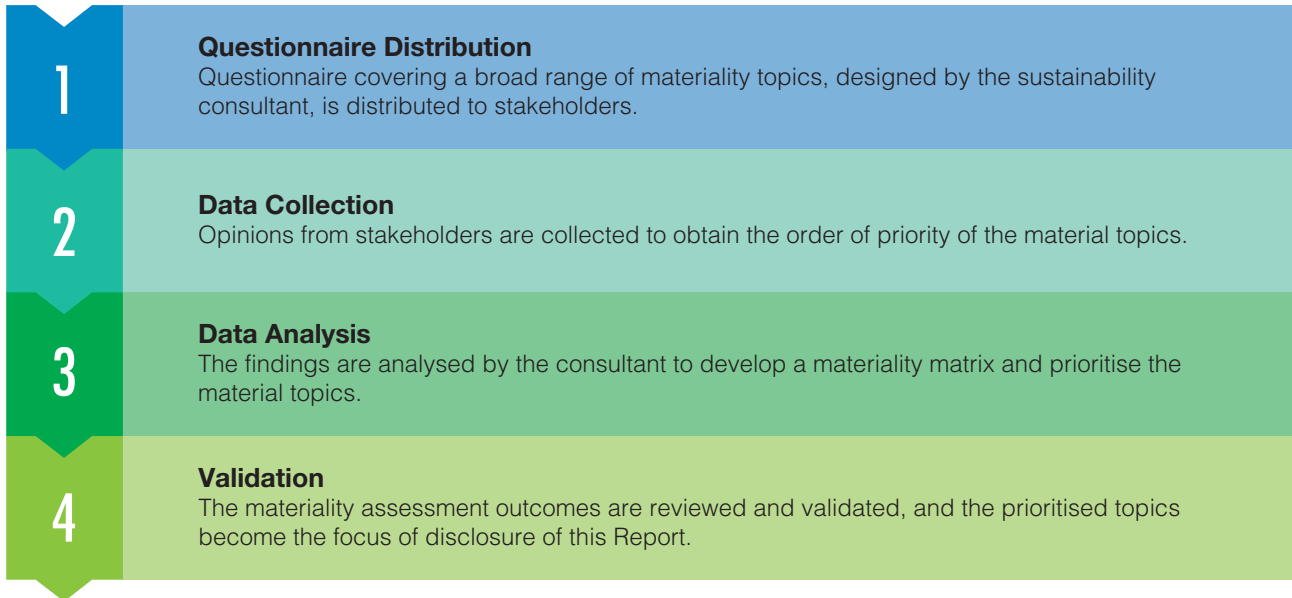 1
Questionnaire Distribution
Questionnaire covering a broad range of materiality topics, designed by the sustainability
consultant, is distributed to stakeholders.
2
Data Collection
Opinions from stakeholders are collected to obtain the order of priority of the material topics.
3
Data Analysis
The findings are analysed by the consultant to develop a materiality matrix and prioritise the
material topics.
4
Validation
The materiality assessment outcomes are reviewed and validated, and the prioritised topics
become the focus of disclosure of this Report.